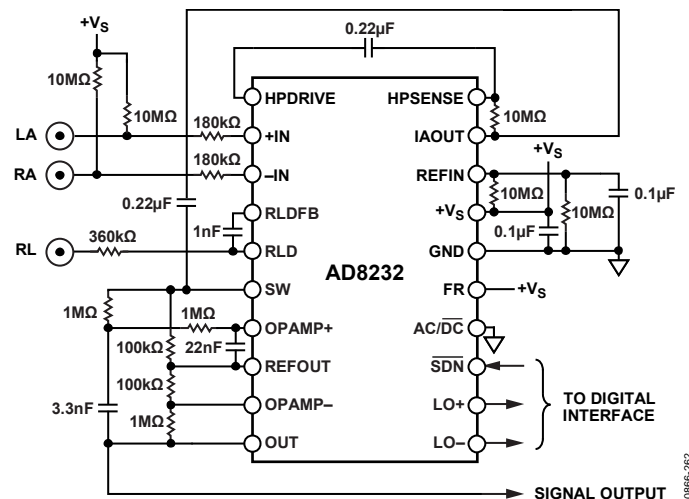 +VS
0.22µF
10MΩ
10MΩ
HPDRIVE
HPSENSE
10MΩ
LA
180kΩ
+IN
IAOUT
+VS
RA
180kΩ
–IN
REFIN
0.22µF
10MΩ
0.1µF
RLDFB
+VS
10MΩ
1nF
0.1µF
RL
360kΩ
RLD
GND
AD8232
SW
FR
+VS
1MΩ
1MΩ
OPAMP+
AC/DC
100kΩ
22nF
REFOUT
SDN
100kΩ
3.3nF
OPAMP–
LO+
TO DIGITAL
INTERFACE
1MΩ
OUT
LO–
SIGNAL OUTPUT